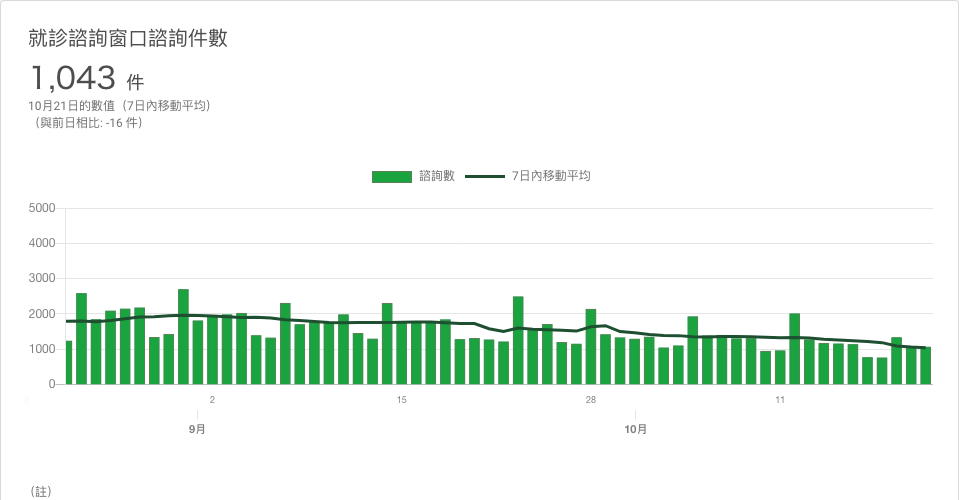 就診諮詢窗口諮詢件數
1,043 件
10月21日的數值（7日內移動平均）
（與前日相比: -16 件）
諮詢數 7日內移動平均
5000
4000
3000
2000
1000
0
2 15 28 11
9月 10月
（註）